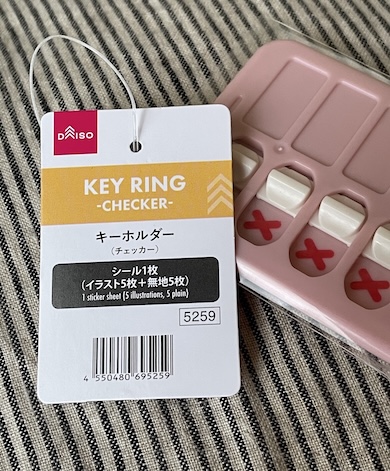 DAISO
KEY RING
-CHECKER-
キーホルダー
（チェッカー）
シール1枚
（イラスト5枚＋無地5枚）
1 sticker sheet (5 illustrations, 5 plain)
5259
4 550480 695259